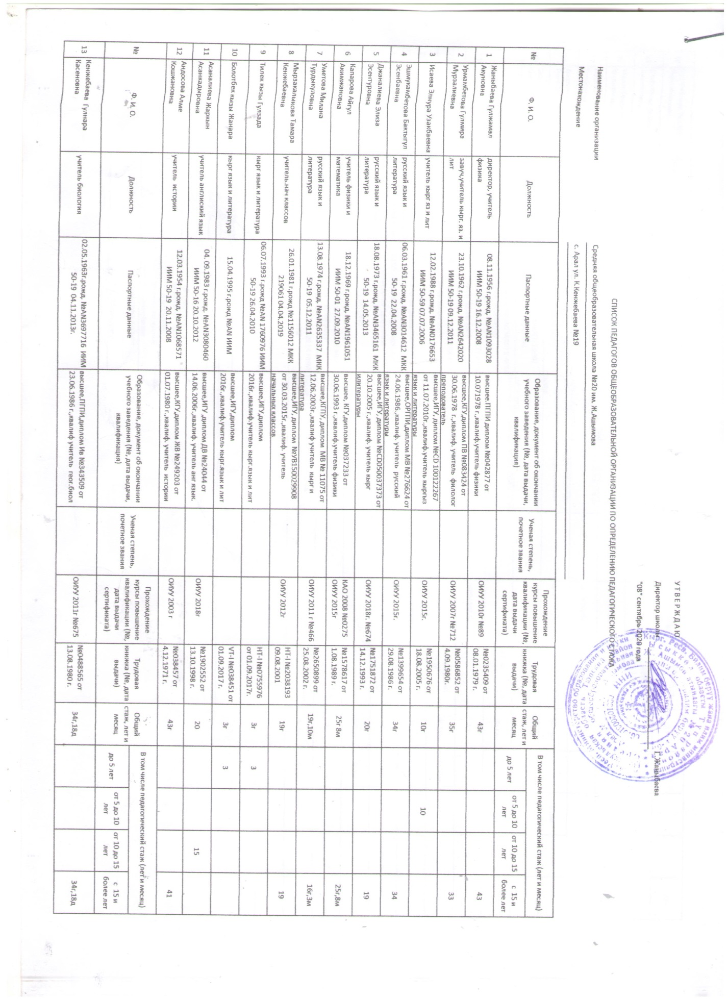 У Т В Е Р Ж Д А Ю
Директор школы Г.Жаныбаева
"08" сентябрь 2020 года
СПИСОК ПЕДАГОГОВ ОБЩЕОБРАЗОВАТЕЛЬНОЙ ОРГАНИЗАЦИИ ПО ОПРЕДЕЛЕНИЮ ПЕДАГОГИЧЕСКОГО СТАЖА
Наименование организации Средняя общеобразовательная школа №20 им. Ж.Ашымова
Местонахождение с. Арал ул. К.Кенжебаева №19
№
Ф. И. О.
Должность
Паспортные данные
Образование, документ об окончании
учебного заведения (№, дата выдачи,
квалификация)
Ученая степень,
почетное звания
Прохождение
курсы повышение
квалификации (№,
дата выдачи
сертификата)
Трудовая
книжка (№, дата
выдачи)
Общий
стаж, лет и
месяц
В том числе педагогический стаж (лет и месяц)
до 5 лет
от 5 до 10
лет
от 10 до 15
лет
с 15 и
более лет
1
Жаныбаева Гулжамал
Акуновна
директор, учитель
физика
08.11.1956 г.рожд. №AN1093028
ИИМ 50-19 16.12.2008
высшее.ПГПИ диплом №042877 от
10.071978 г.,квалиф.учитель физики
ОИУУ 2010г №89
№0235409 от
08.01.1979 г.
43г
43
2
Урмамбетова Гулмира
Мурзалиевна
завуч,учитель кырг. яз. и
лит
23.10.1962 г.рожд. №AN2642020
ИИМ 50-19 09.12.2011
высшее,КГУ,диплом ПВ №083424 от
30.06.1978 г.,квалиф. учитель филолог
преподователь
ОИУУ 2007г №712
№0586852 от
4.09.1980г.
35г
33
3
Исаева Элнура Узакбаевна
учитель кырг яз и лит
12.02.1988 г.рожд. №AN0176653
ИИМ 50-59 07.07.2006
высшее,ИГУ, диплом №CD 100122267
от 11.07.2010г.,квалиф.учитель кыргыз
язык и литературы
ОИУУ 2015г.
№1950676 от
18.08.2005 г.
10г
10
4
Эшмукамбетова Бактыгул
Эсенбаевна
русский язык и
литература
06.03.1961 г.рожд. №AN3014612 МКК
50-19 22.04.2008
высшее,ОРГПИ,диплом МВ №276624 от
24.06.1986.,квалиф. учитель русский
язык и литературы
ОИУУ 2015г.
№1399654 от
29.08.1986 г.
34г
34
5
Джаналиева Элиза
Эсентуровна
русский язык и
литература
18.08.1973 г.рожд. №AN3465161 МКК
50-19 14.05.2013
высшее,ИГУ, диплом №CD050037373 от
20.10.2005 г.,квалиф. учитель кырг
илитературы
ОИУУ 2018г. №674
№1751872 от
14.12.1993 г.
20г
19
6
Капарова Айгул
Акимжановна
учитель физики и
математика
18.12.1969 г.рожд. №AN1961051
ИИМ 50-01 27.09.2010
высшее, КГУ,диплом №037233 от
30.06.1993 г.,квалиф.учитель физики
КАО 2008 №0275
ОИУУ 2015г
№1578617 от
1.08.1989 г.
25г 8м
25г,8м
7
Уметова Милана
Турдыкуловна
русский язык и
литература
13.08.1974 г.рожд. №AN2635337 МКК
50-19 05.12.2011
высшее,КГПУ, диплом МВ № 11075 от
12.06.2003г.,квалиф учитель кырг и
литература
ОИУУ 2011 г №466
№2650899 от
25.08.2002 г.
19г,10м
16г,3м
8
Мырзакалыкова Тамара
Кенжебаевна
учитель.нач классов
26.01.1981 г.рожд №1156012 МКК
219061 04.04.2019
высшее,ИГУ, диплом №УВ150029908
от 30.03.2015г.,квалиф. учитель
начальных классов
ОИУУ 2012г
НТ-I №2038193
09.08.2001
19г
19
9
Тилек кызы Гулзада
кырг язык и литература
06.07.1993 г.рожд №AN 1760976 ИИМ
50-19 26.04.2010
высшее,ИГУ,диплом
2016г.,квалиф.учитель кырг.язык и лит
НТ-I №0755976
от 01.09.2017г.
3г
3
10
Болотбек кызы Жанара
кырг язык и литература
15.04.1995 г.рожд №AN ИИМ
высшее,ИГУ,диплом
2016г.,квалиф.учитель кырг.язык и лит
VT-I №038451 от
01.09.2017 г.
3г
3
11
Асаналиева Жаркын
Асанкадыровна
учитель англиский язык
04. 09.1983 г.рожд. №AN3080460
ИИМ 50-16 20.10.2012
высшее,ИГУ ,диплом ДВ №24044 от
14.06.2006г.,квалиф. учитель анг язык.
ОИУУ 2018г
№1902552 от
13.10.1998 г.
20
15
12
Андосова Алме
Кошжановна
учитель истории
12.03.1954 г.рожд. №AN1068571
ИИМ 50-19 20.11.2008
высшее,КГУ,диплом ЖВ №249203 от
01.07.1980 г.,квалиф. учитель истории
ОИУУ 2003 г
№038457 от
4.12.1971 г.
43г
41
№
Ф. И. О.
Должность
Паспортные данные
Образование, документ об окончании
учебного заведения (№, дата выдачи,
квалификация)
Ученая степень,
почетное звания
Прохождение
курсы повышение
квалификации (№,
дата выдачи
сертификата)
Трудовая
книжка (№, дата
выдачи)
Общий
стаж, лет и
месяц
В том числе педагогический стаж (лет и месяц)
до 5 лет
от 5 до 10
лет
от 10 до 15
лет
с 15 и
более лет
13
Кенжебаева Гулнара
Касеновна
учитель биология
02.05.1963г.рожд. №AN3697716 ИИМ
50-19 04.11.2013г.
высшее,ПГПИ,диплом Ив №343509 от
23.06.1986 г.,квалиф учитель геог.биол
ОИУУ 2011г №675
№0488565 от
13.08.1980 г.
34г,18д
34г,18д